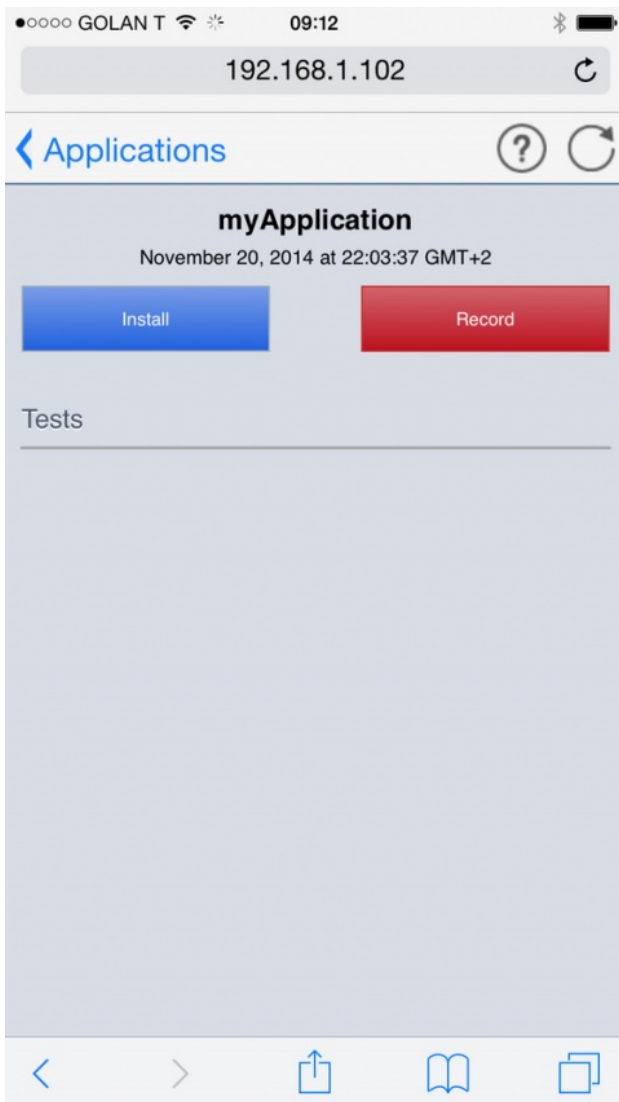 GOLAN T 09:12
192.168.1.102
Applications ?
myApplication
November 20, 2014 at 22:03:37 GMT+2
Install Record
Tests